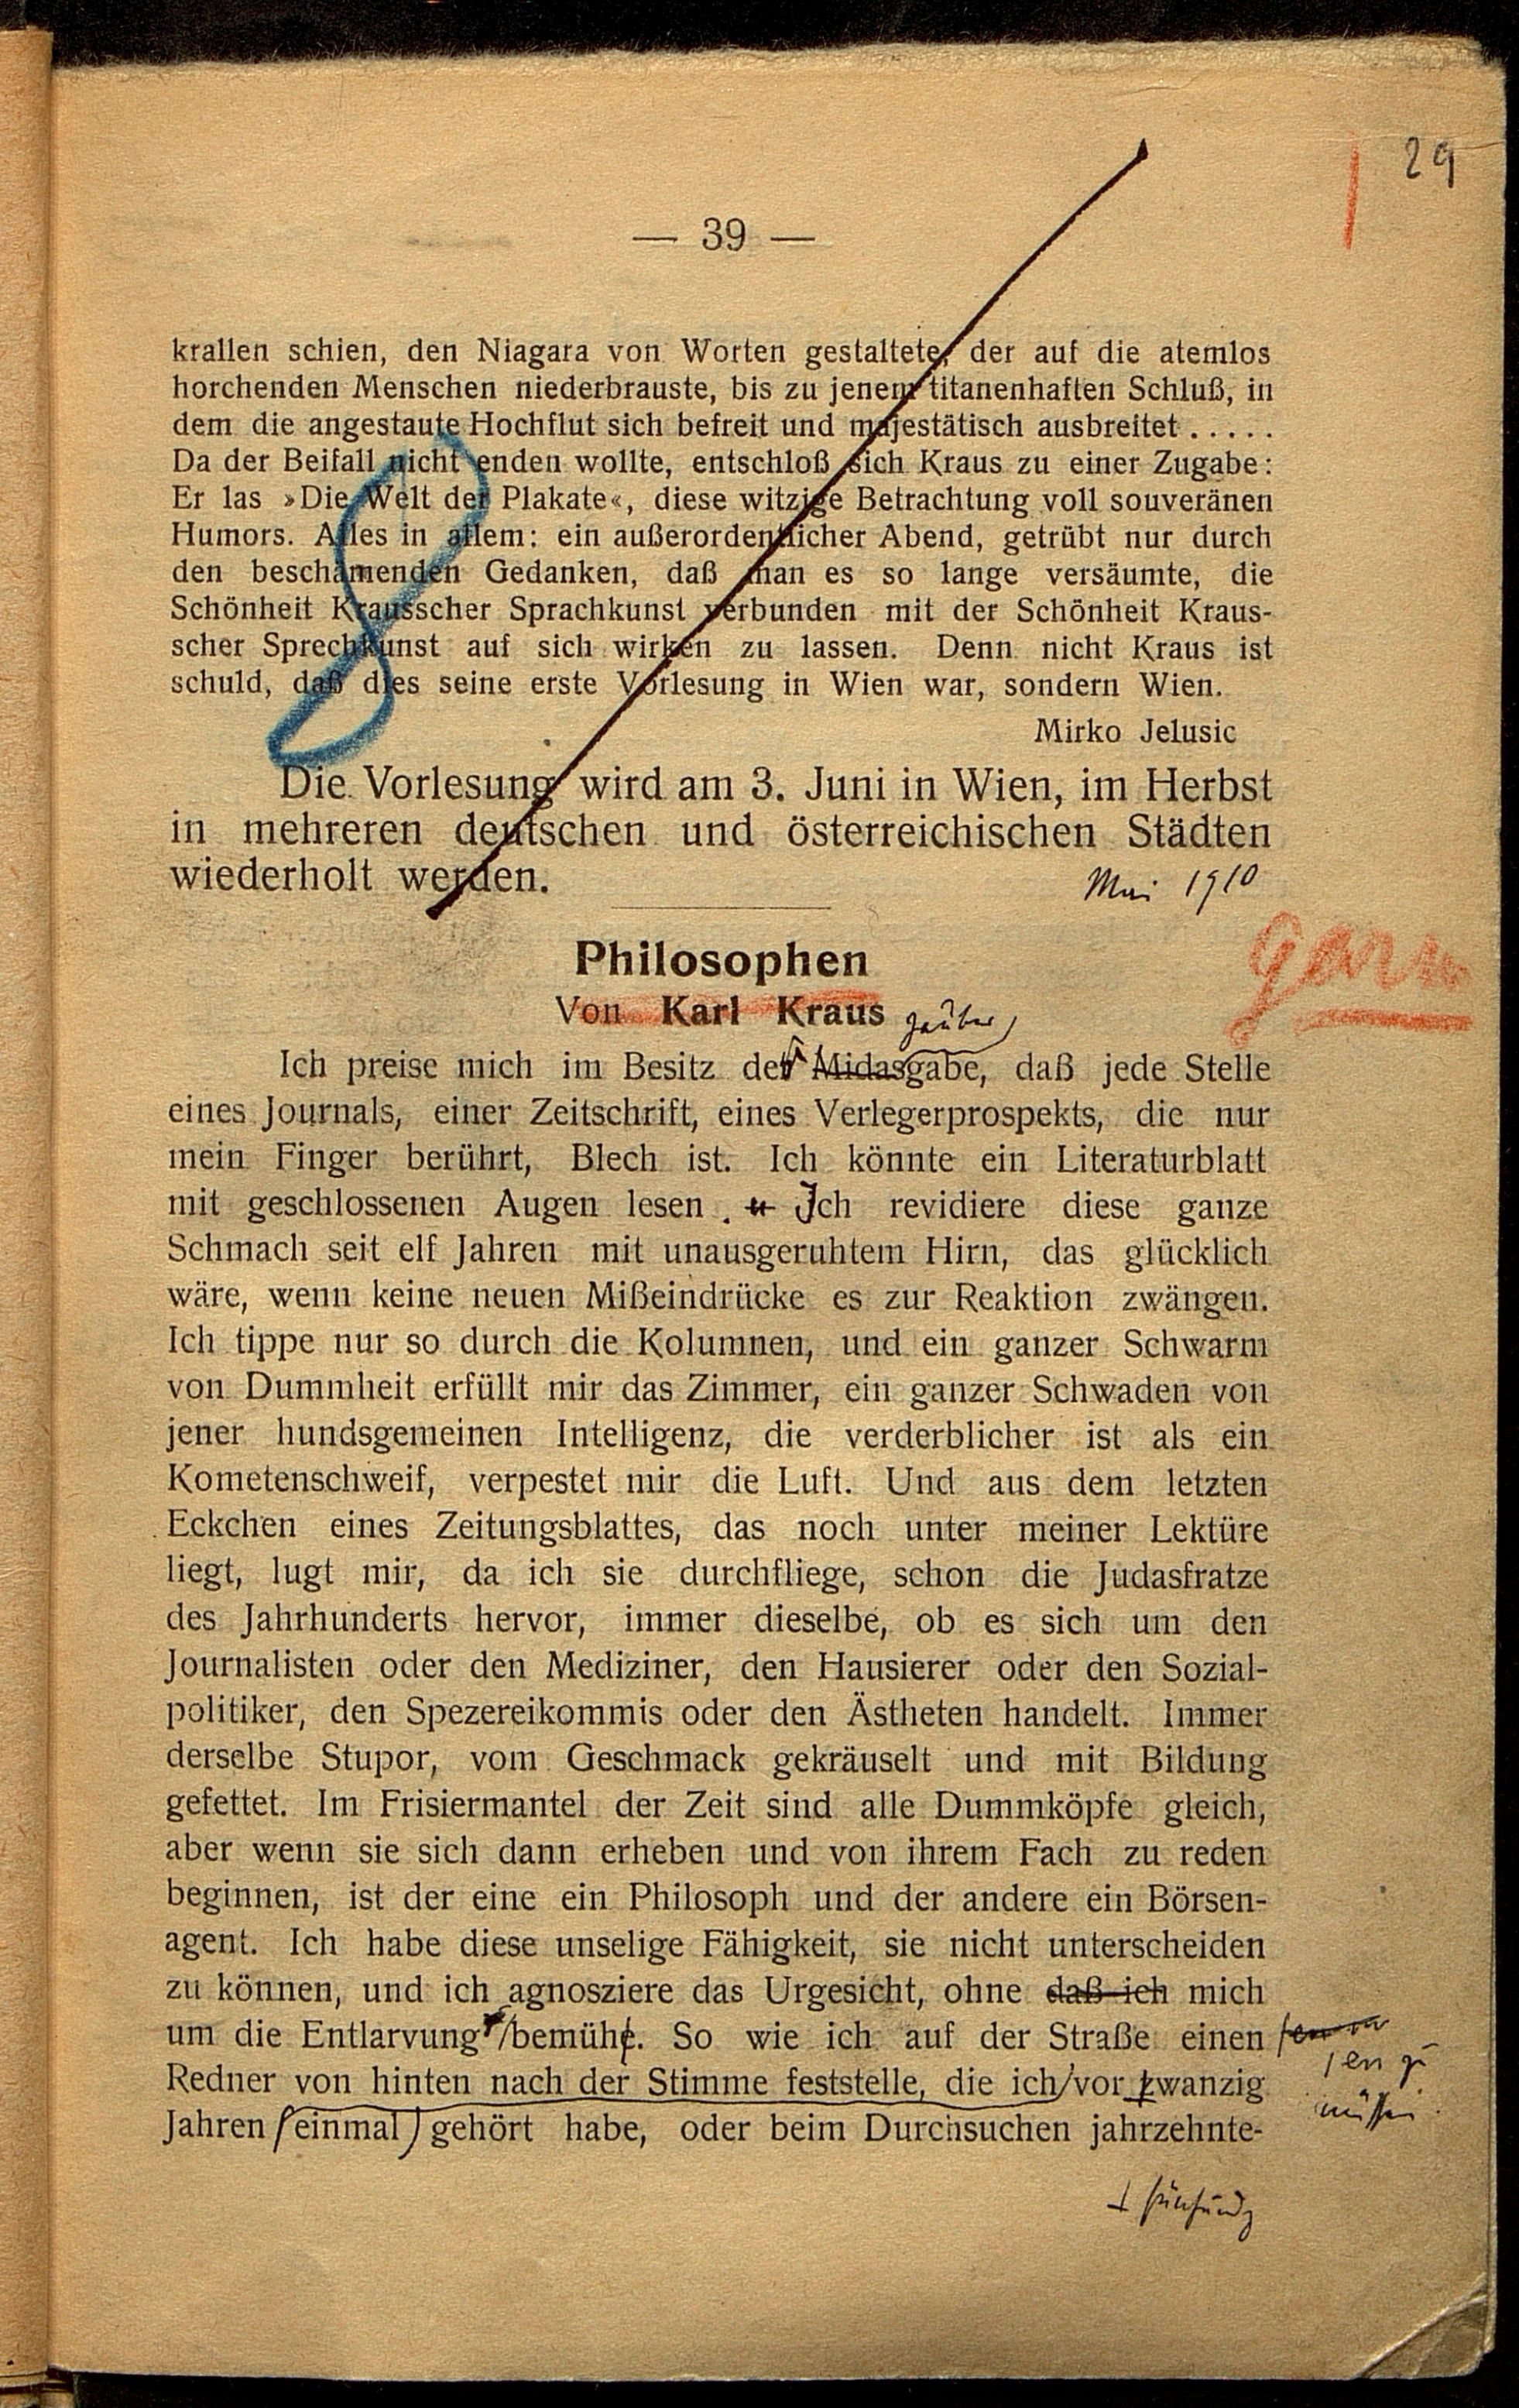 29
— 39 —
krallen schien, den Niagara von Worten gestaltete, der auf die atemlos
horchenden Menschen niederbrauste, bis zu jenem titanenhaften Schluß, in
dem die angestaute Hochflut sich befreit und majestätisch ausbreitet . . . . .
Da der Beifall nicht enden wollte, entschloß sich Kraus zu einer Zugabe:
Er las »Die Welt der Plakate«, diese witzige Betrachtung voll souveränen
Humors. Alles in allem: ein außerordentlicher Abend, getrübt nur durch
den beschämenden Gedanken, daß man es so lange versäumte, die
Schönheit Krausscher Sprachkunst verbunden mit der Schönheit Kraus-
scher Sprechkunst auf sich wirken zu lassen. Denn nicht Kraus ist
schuld, daß dies seine erste Vorlesung in Wien war, sondern Wien.
Mirko Jelusic
Die Vorlesung wird am 3. Juni in Wien, im Herbst
in mehreren deutschen und österreichischen Städten
wiederholt werden.
Mai 1910
Philosophen
Garm
Von Karl Kraus
Ich preise mich im Besitz der Midasgabe, daß jede Stelle
eines Journals, einer Zeitschrift, eines Verlegerprospekts, die nur
mein Finger berührt, Blech ist. Ich könnte ein Literaturblatt
mit geschlossenen Augen lesen. Ich revidiere diese ganze
Schmach seit elf Jahren mit unausgeruhtem Hirn, das glücklich
wäre, wenn keine neuen Mißeindrücke es zur Reaktion zwängen.
Ich tippe nur so durch die Kolumnen, und ein ganzer Schwarm
von Dummheit erfüllt mir das Zimmer, ein ganzer Schwaden von
jener hundsgemeinen Intelligenz, die verderblicher ist als ein
Kometenschweif, verpestet mir die Luft. Und aus dem letzten
Eckchen eines Zeitungsblattes, das noch unter meiner Lektüre
liegt, lugt mir, da ich sie durchfliege, schon die Judasfratze
des Jahrhunderts hervor, immer dieselbe, ob es sich um den
Journalisten oder den Mediziner, den Hausierer oder den Sozial-
politiker, den Spezereikommis oder den Ästheten handelt. Immer
derselbe Stupor, vom Geschmack gekräuselt und mit Bildung
gefettet. Im Frisiermantel der Zeit sind alle Dummköpfe gleich,
aber wenn sie sich dann erheben und von ihrem Fach zu reden
beginnen, ist der eine ein Philosoph und der andere ein Börsen-
agent. Ich habe diese unselige Fähigkeit, sie nicht unterscheiden
zu können, und ich agnosziere das Urgesicht, ohne daß ich mich
um die Entlarvung bemühe. So wie ich auf der Straße einen
en zu
müssen
Redner von hinten nach der Stimme feststelle, die ich vor zwanzig
Jahren einmal gehört habe, oder beim Durchsuchen jahrzehnte-
fünfundz